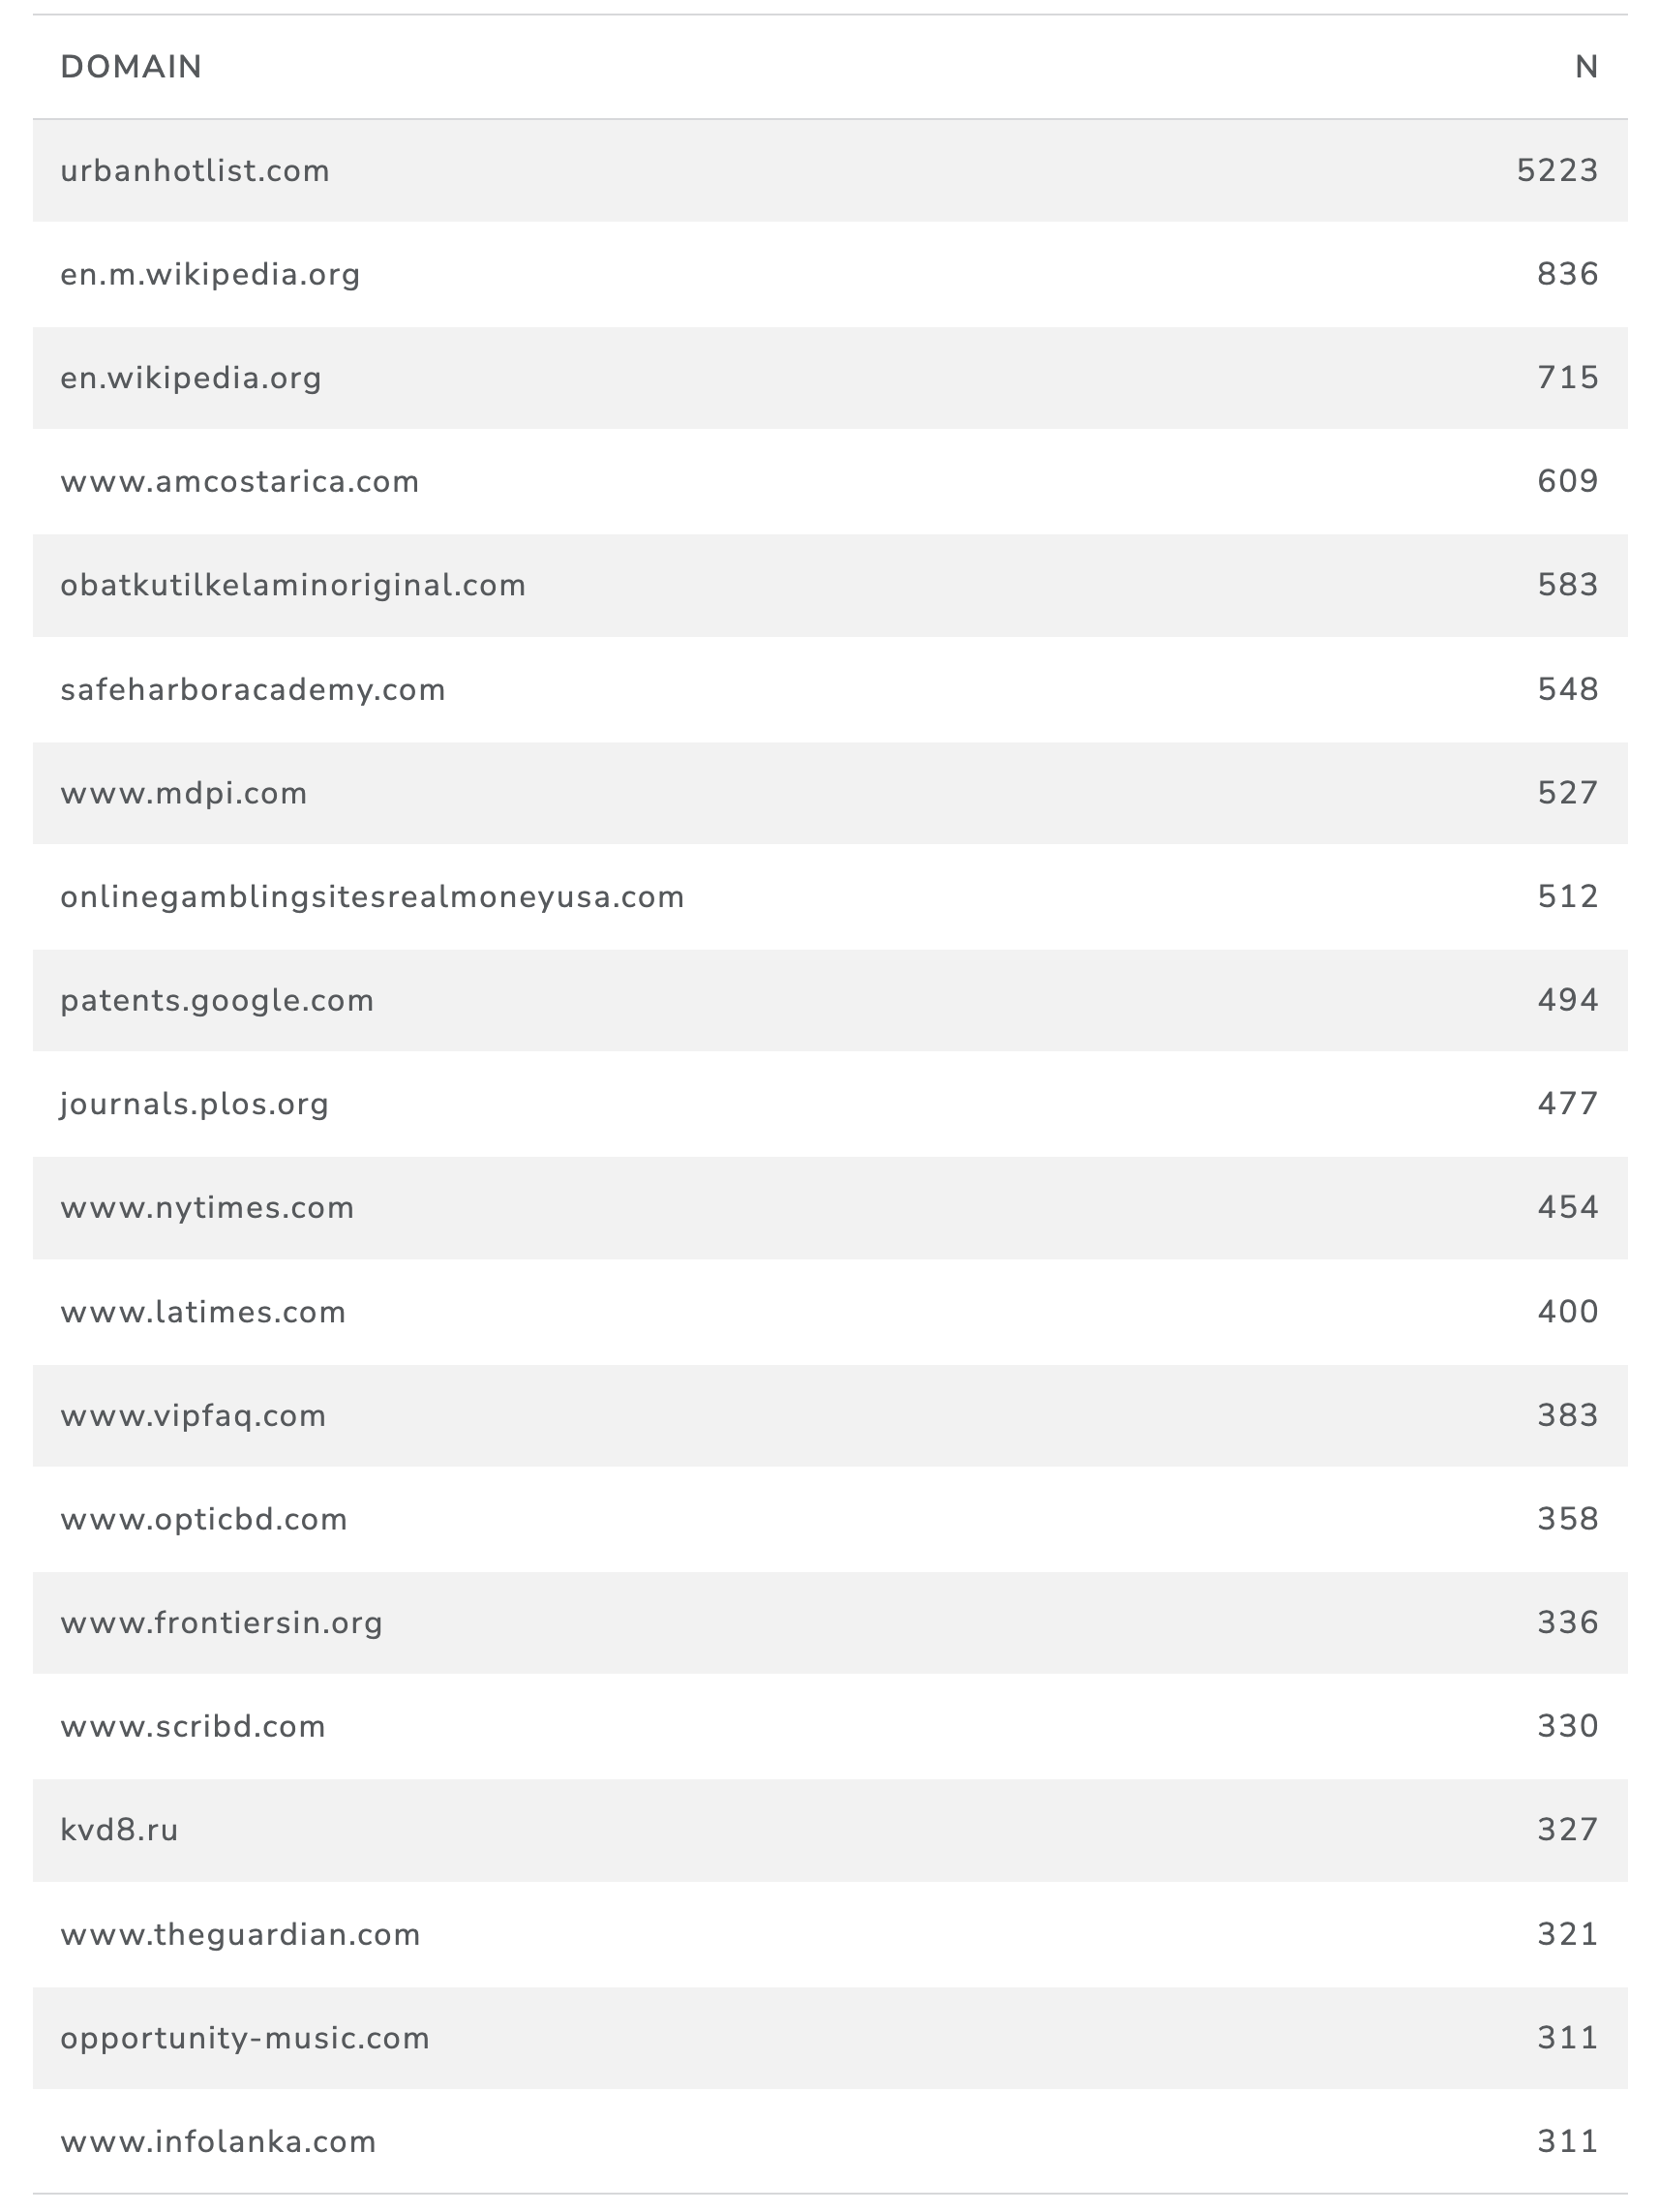 DOMAIN N
urbanhotlist.com 5223
en.m.wikipedia.org 836
en.wikipedia.org 715
www.amcostarica.com 609
obatkutilkelaminoriginal.com 583
safeharboracademy.com 548
www.mdpi.com 527
onlinegamblingsitesrealmoneyusa.com 512
patents.google.com 494
journals.plos.org 477
www.nytimes.com 454
www.latimes.com 400
www.vipfaq.com 383
www.opticbd.com 358
www.frontiersin.org 336
www.scribd.com 330
kvd8.ru 327
www.theguardian.com 321
opportunity-music.com 311
www.infolanka.com 311